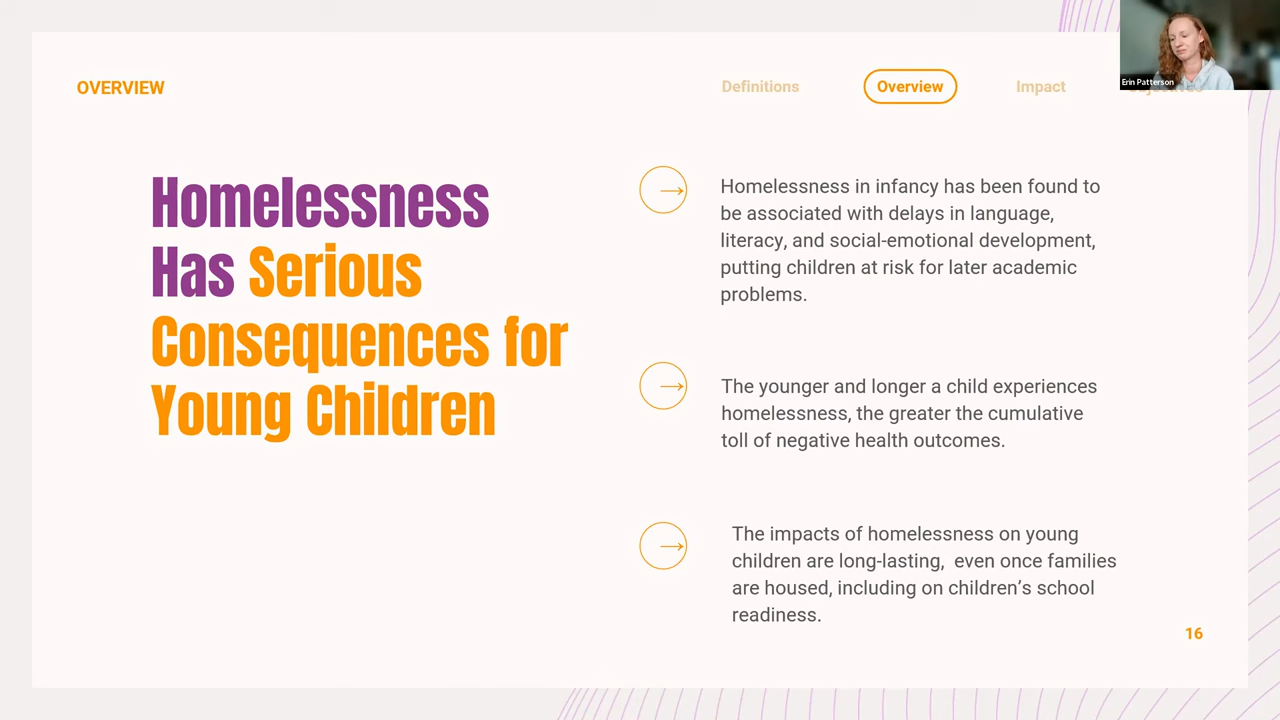 OVERVIEW
Definitions
Overview
Impact
Erin Patterson
Homelessness
Has Serious
Consequences for
Young Children
Homelessness in infancy has been found to
be associated with delays in language,
literacy, and social-emotional development,
putting children at risk for later academic
problems.
The younger and longer a child experiences
homelessness, the greater the cumulative
toll of negative health outcomes.
The impacts of homelessness on young
children are long-lasting,  even once families
are housed, including on children’s school
readiness.
16